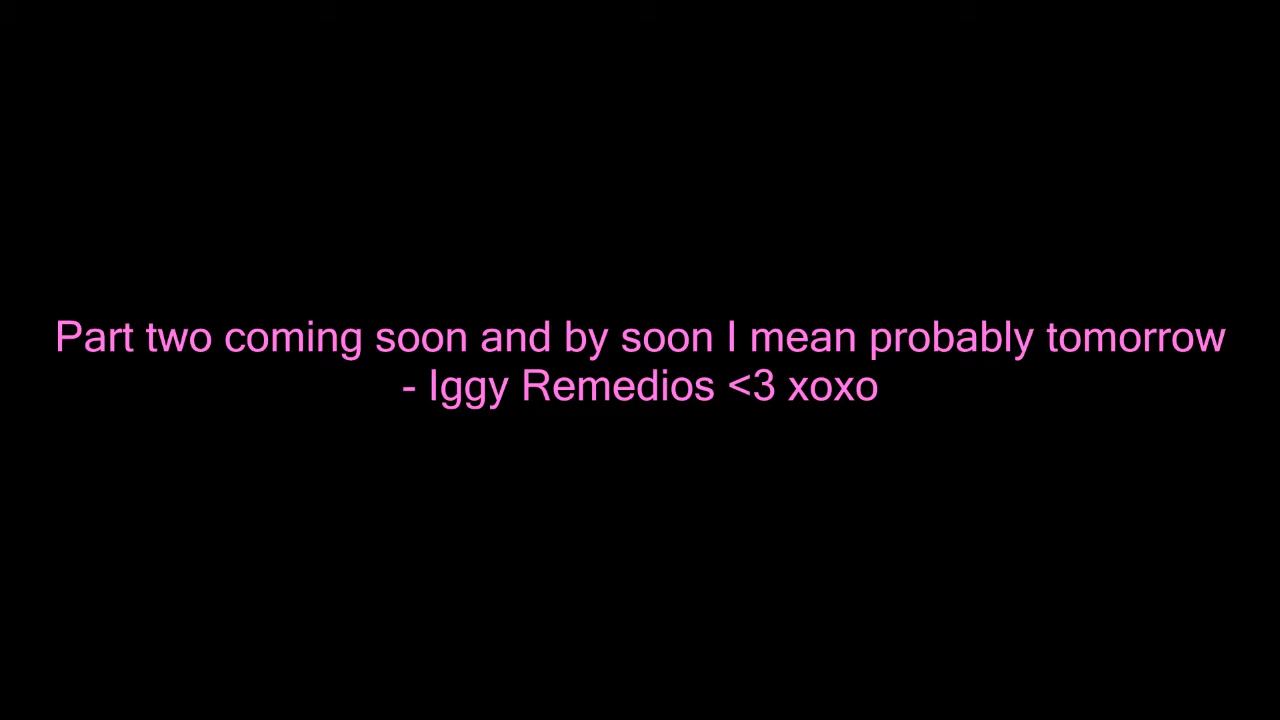 Part two coming soon and by soon I mean probably tomorrow
- Iggy Remedios <3 xoxo